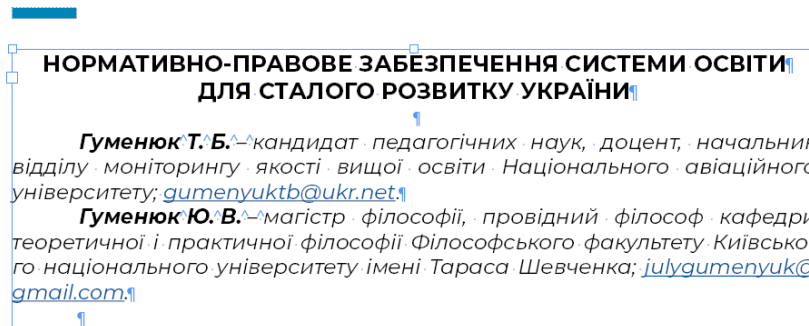 НОРМАТИВНО-ПРАВОВЕ ЗАБЕЗПЕЧЕННЯ СИСТЕМИ ОСВІТИ
ДЛЯ СТАЛОГО РОЗВИТКУ УКРАЇНИ
Гуменюк Т. Б. – кандидат педагогічних наук, доцент, начальник
відділу моніторингу якості вищої освіти Національного авіаційного
університету; gumenyuktb@ukr.net.
Гуменюк Ю. В. – магістр філософії, провідний філософ кафедри
теоретичної і практичної філософії Філософського факультету Київсько
го національного університету імені Тараса Шевченка; julygumenyuk@
gmail.com.